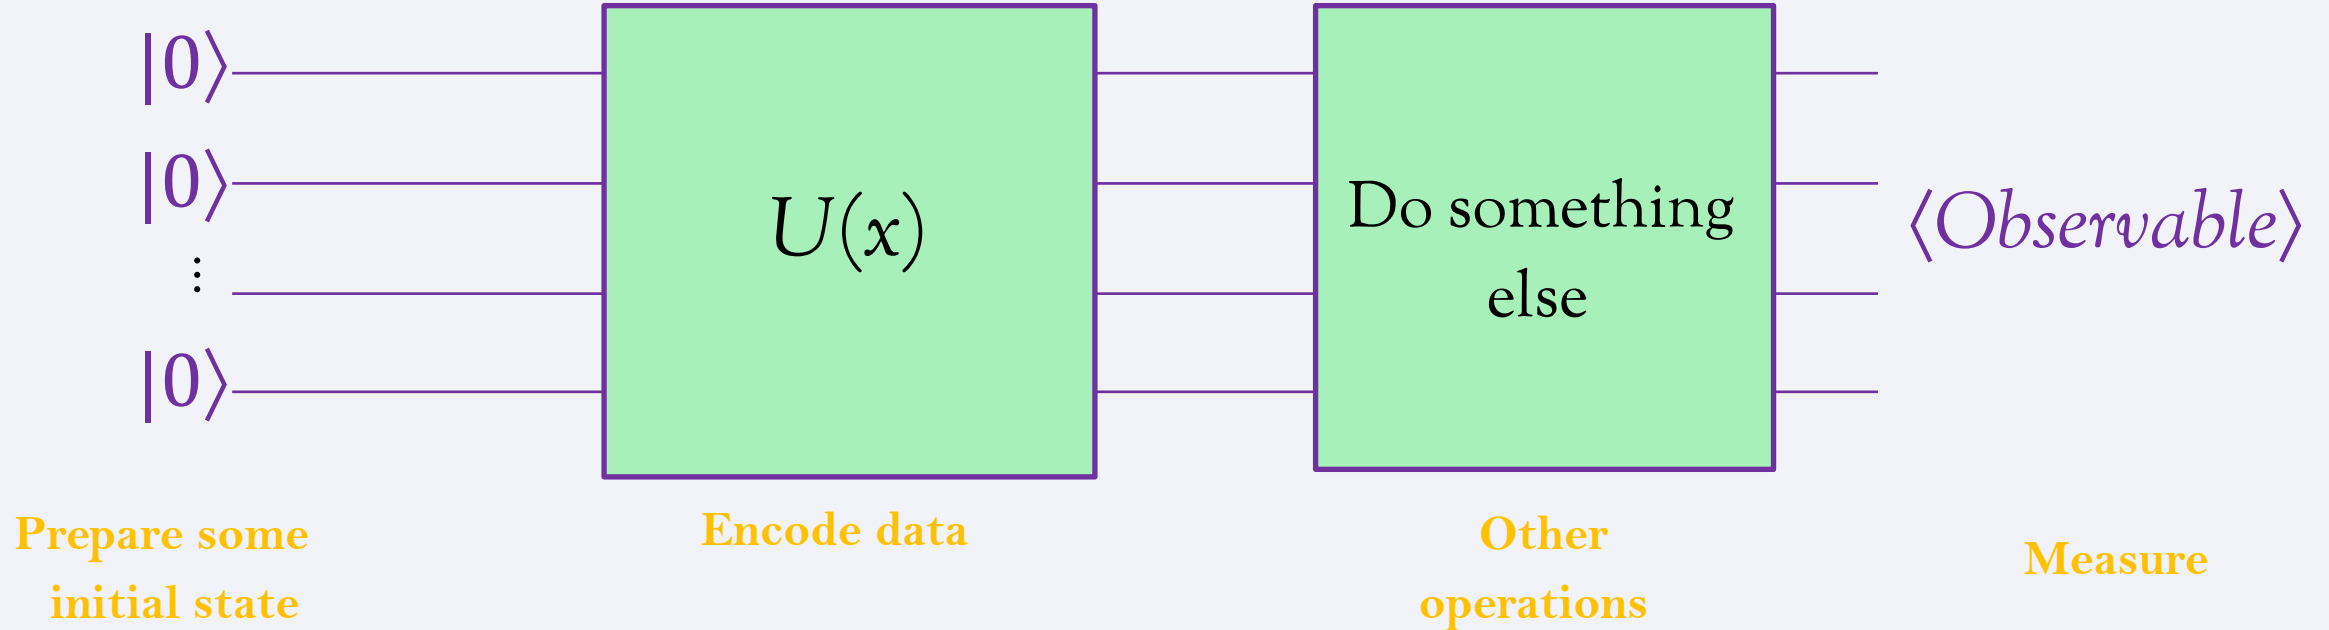 |0⟩
|0⟩
⋮
|0⟩
U(x)
Do something
else
⟨Observable⟩
Prepare some
initial state
Encode data
Other
operations
Measure